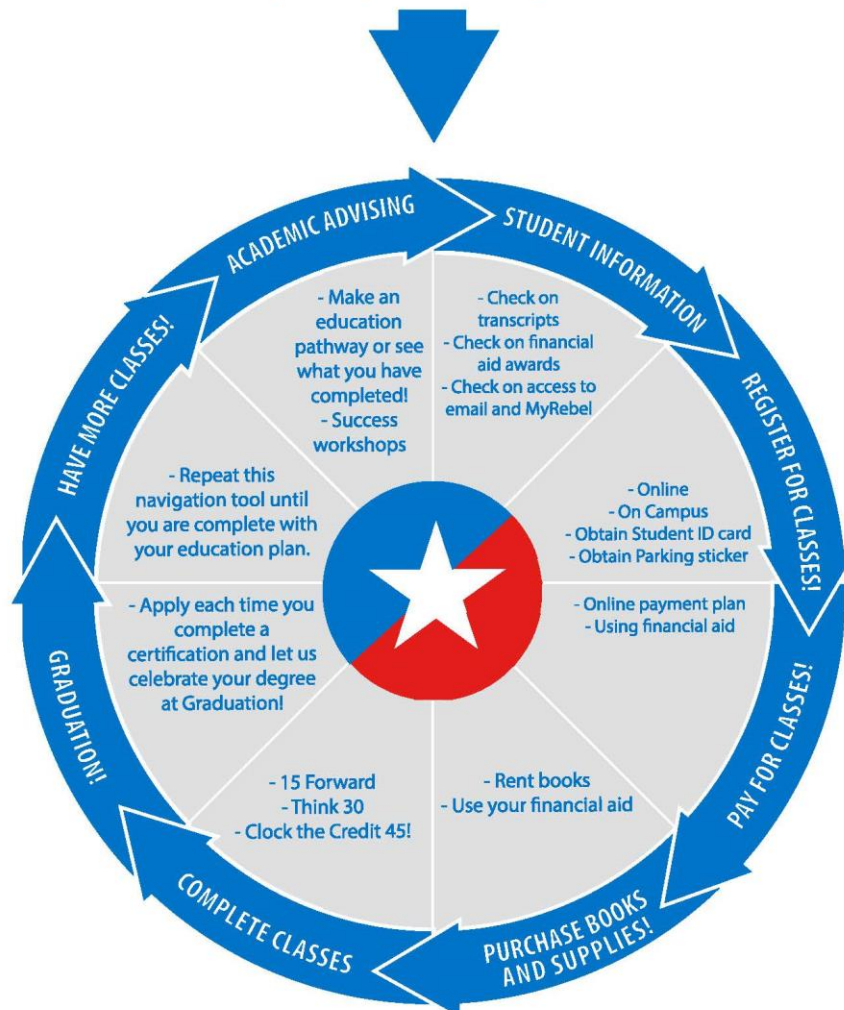 STUDENT INFORMATION
- Check on
transcripts
- Check on financial
aid awards
- Check on access to
email and MyRebel
REGISTER FOR CLASSES!
- Online
- On Campus
- Obtain Student ID card
- Obtain Parking sticker
PAY FOR CLASSES!
- Online payment plan
- Using financial aid
PURCHASE BOOKS
AND SUPPLIES!
- Rent books
- Use your financial aid
COMPLETE CLASSES
- 15 Forward
- Think 30
- Clock the Credit 45!
GRADUATION!
- Apply each time you
complete a
certification and let us
celebrate your degree
at Graduation!
HAVE MORE CLASSES!
- Repeat this
navigation tool until
you are complete with
your education plan.
ACADEMIC ADVISING
- Make an
education
pathway or see
what you have
completed!
- Success
workshops